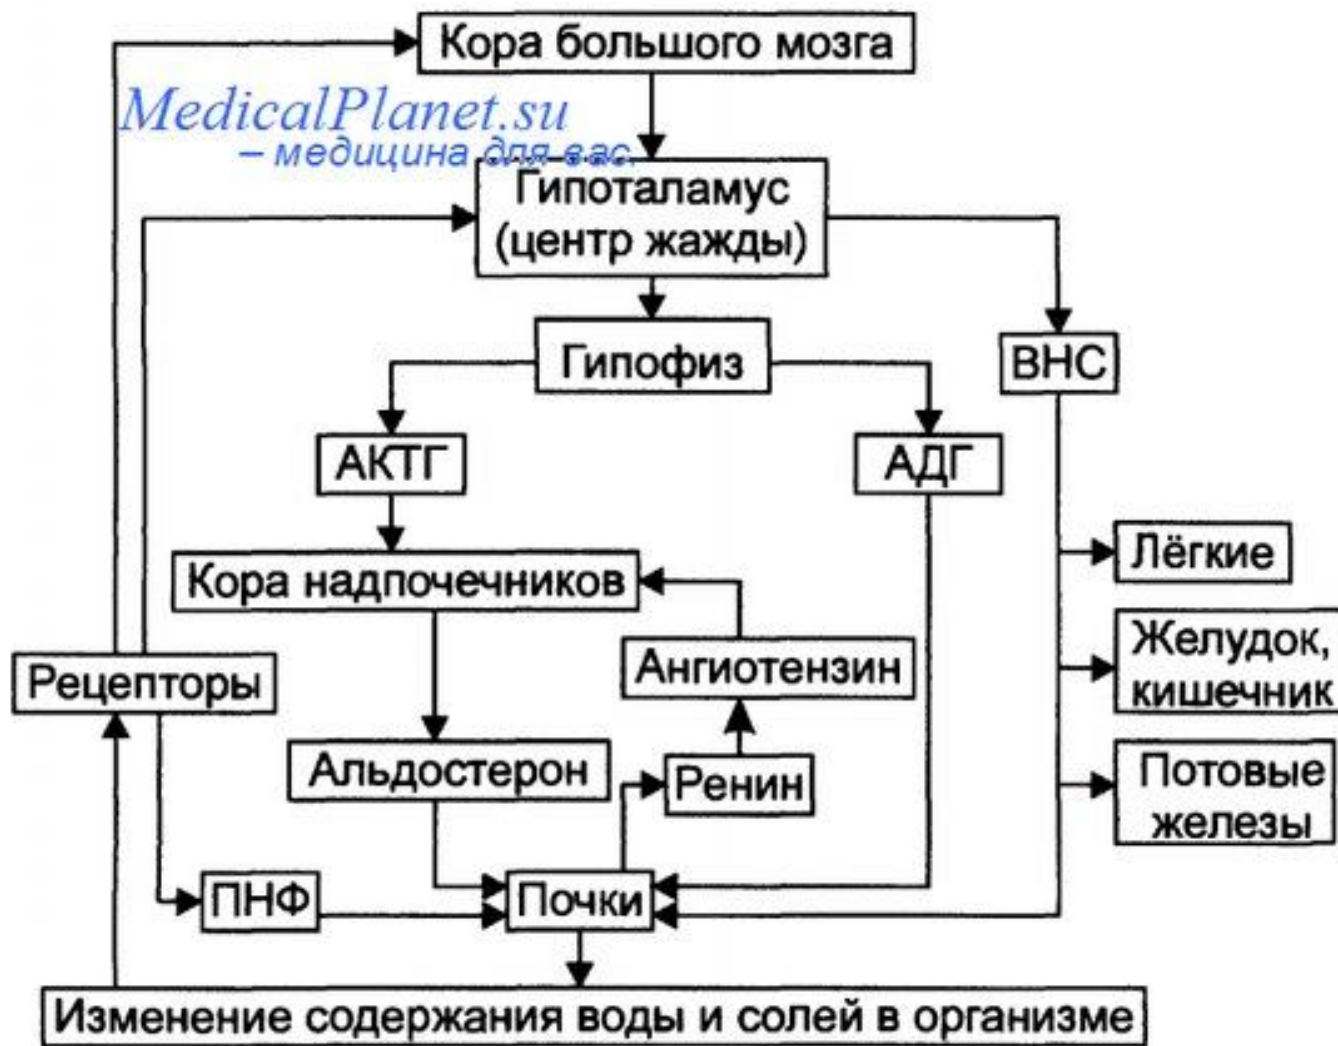 Кора большого мозга
MedicalPlanet.su
– медицина для вас.
Гипоталамус
(центр жажды)
Гипофиз
ВНС
АКТГ
АДГ
Лёгкие
Кора надпочечников
Желудок,
кишечник
Рецепторы
Ангиотензин
Альдостерон
Ренин
Потовые
железы
ПНФ
Почки
Изменение содержания воды и солей в организме